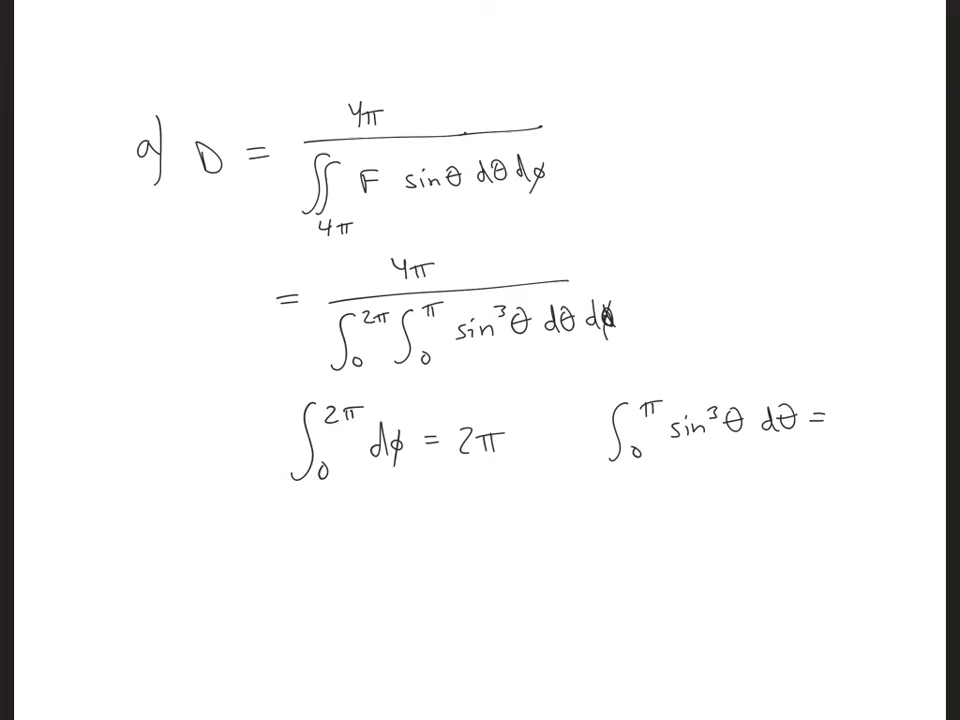 a) D = 4π / ∬_{4π} F sinθ dθ dϕ
= 4π / ∫_0^{2π} ∫_0^π sin³θ dθ dϕ
∫_0^{2π} dϕ = 2π ∫_0^π sin³θ dθ =